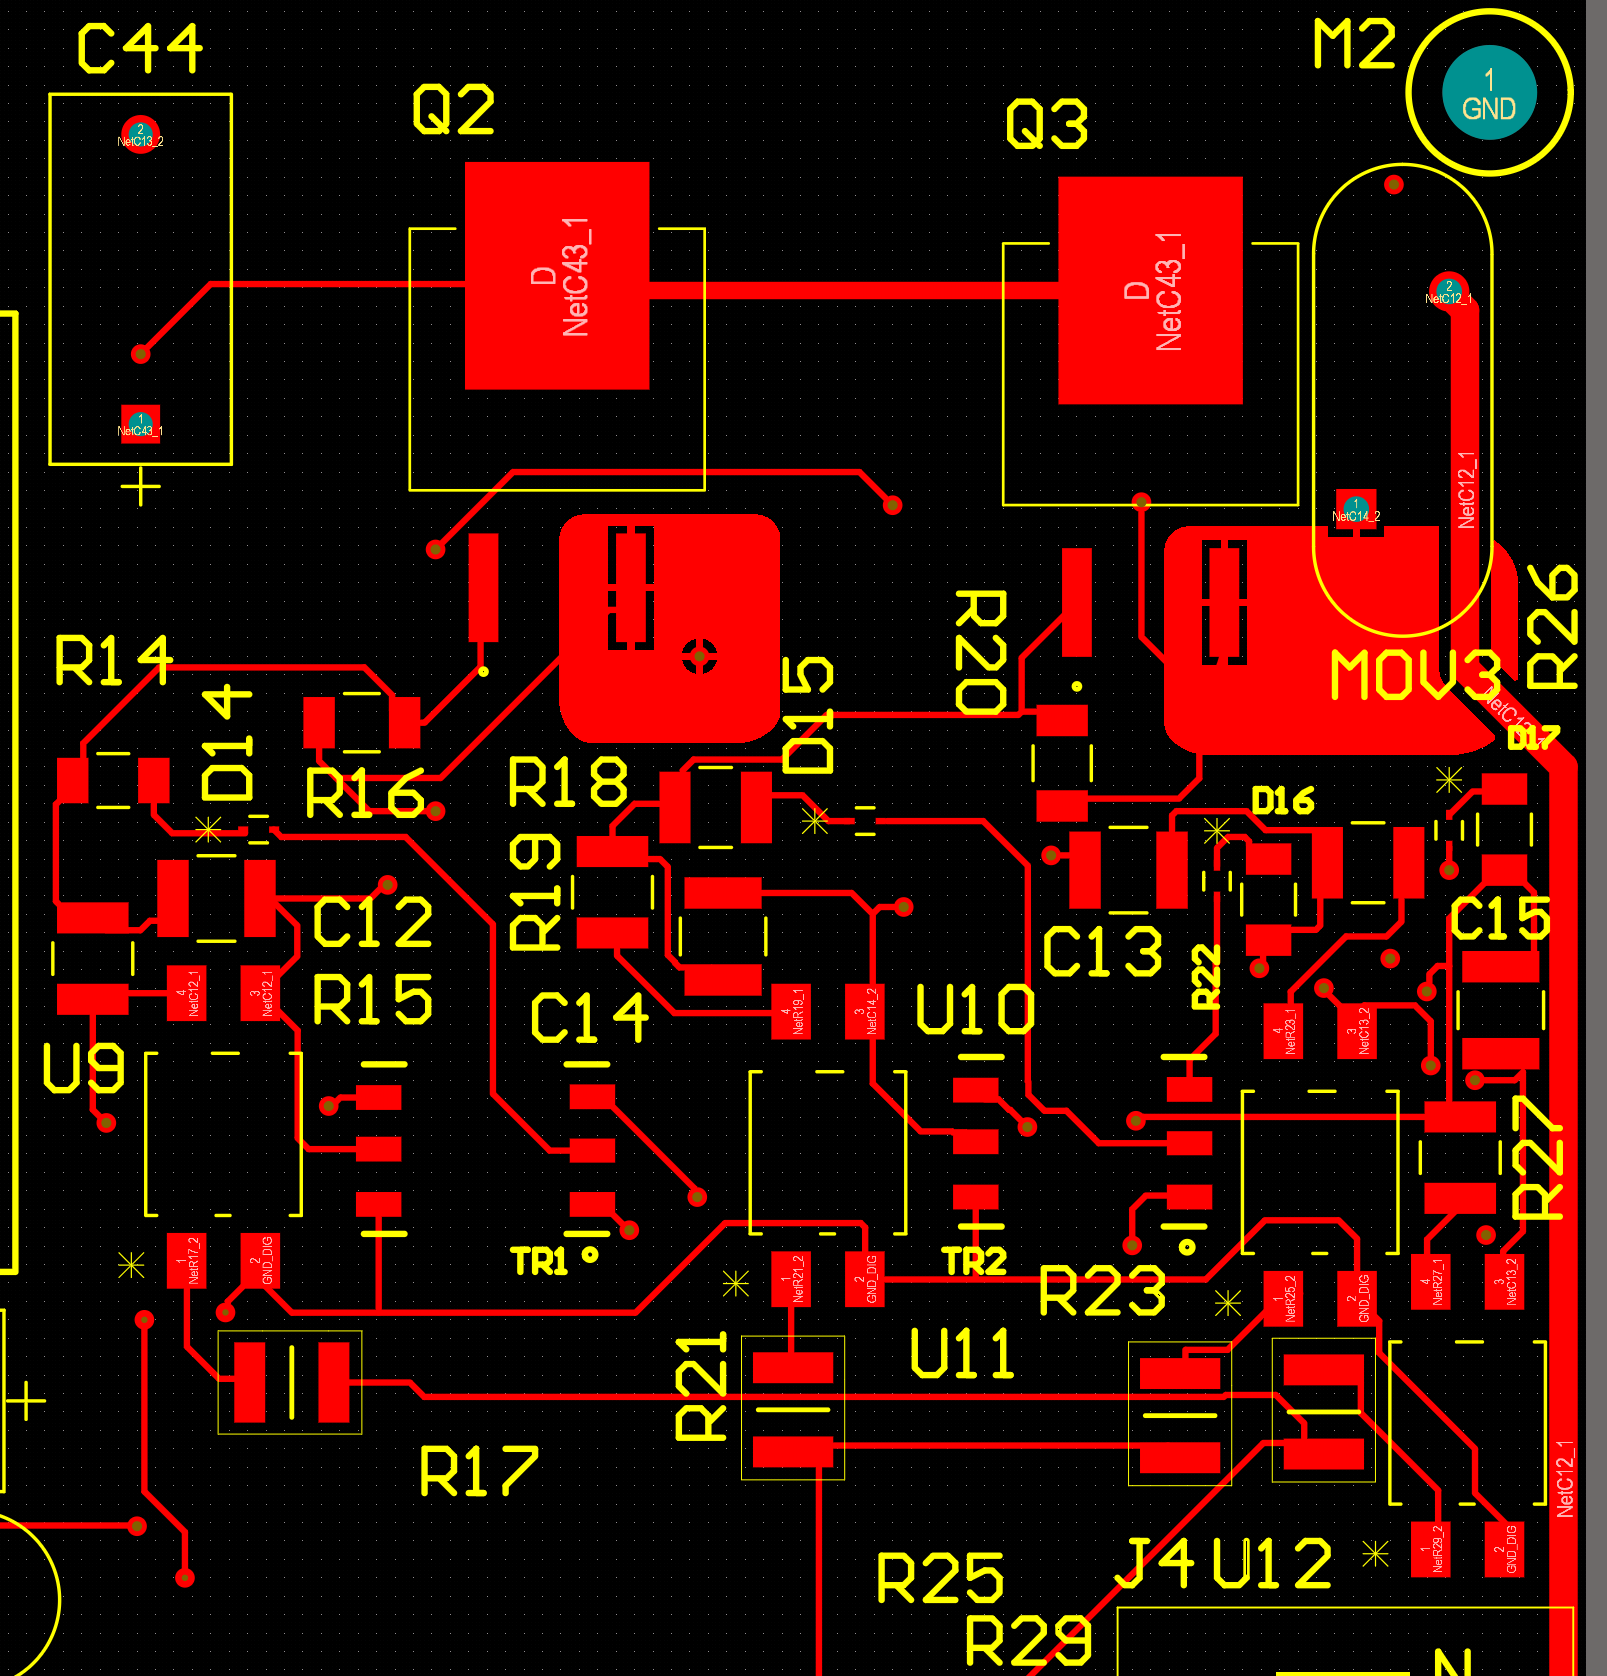 C44
M2
1
GND
Q2
Q3
2
NetC13_2
D
NetC43_1
D
NetC43_1
2
NetC12_1
1
NetC43_1
NetC12_1
1
NetC14_2
R14
D14
R16
R18
D15
R20
MOV3
R26
D17
D16
R19
C12
R15
C14
C13
R22
C15
U9
U10
4
NetC12_1
3
NetC12_1
4
NetR19_1
3
NetC14_2
4
NetR23_1
3
NetC13_2
R27
TR1
TR2
R23
1
NetR17_2
2
GND_DIG
1
NetR21_2
2
GND_DIG
1
NetR25_2
2
GND_DIG
4
NetR27_1
3
NetC13_2
R21
U11
R17
NetC12_1
1
NetR29_2
2
GND_DIG
R25
J4
U12
R29
N